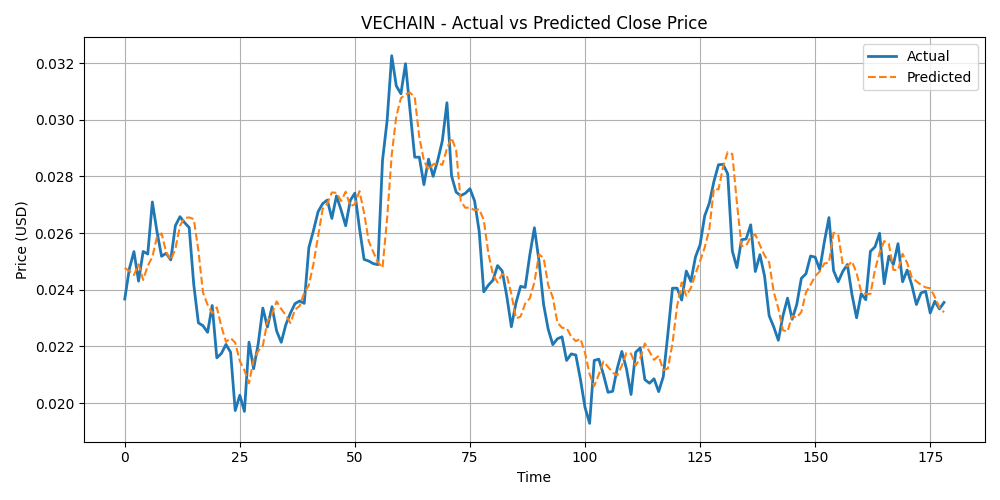 VECHAIN - Actual vs Predicted Close Price
Actual
Predicted
Price (USD)
0.032
0.030
0.028
0.026
0.024
0.022
0.020
0 25 50 75 100 125 150 175
Time